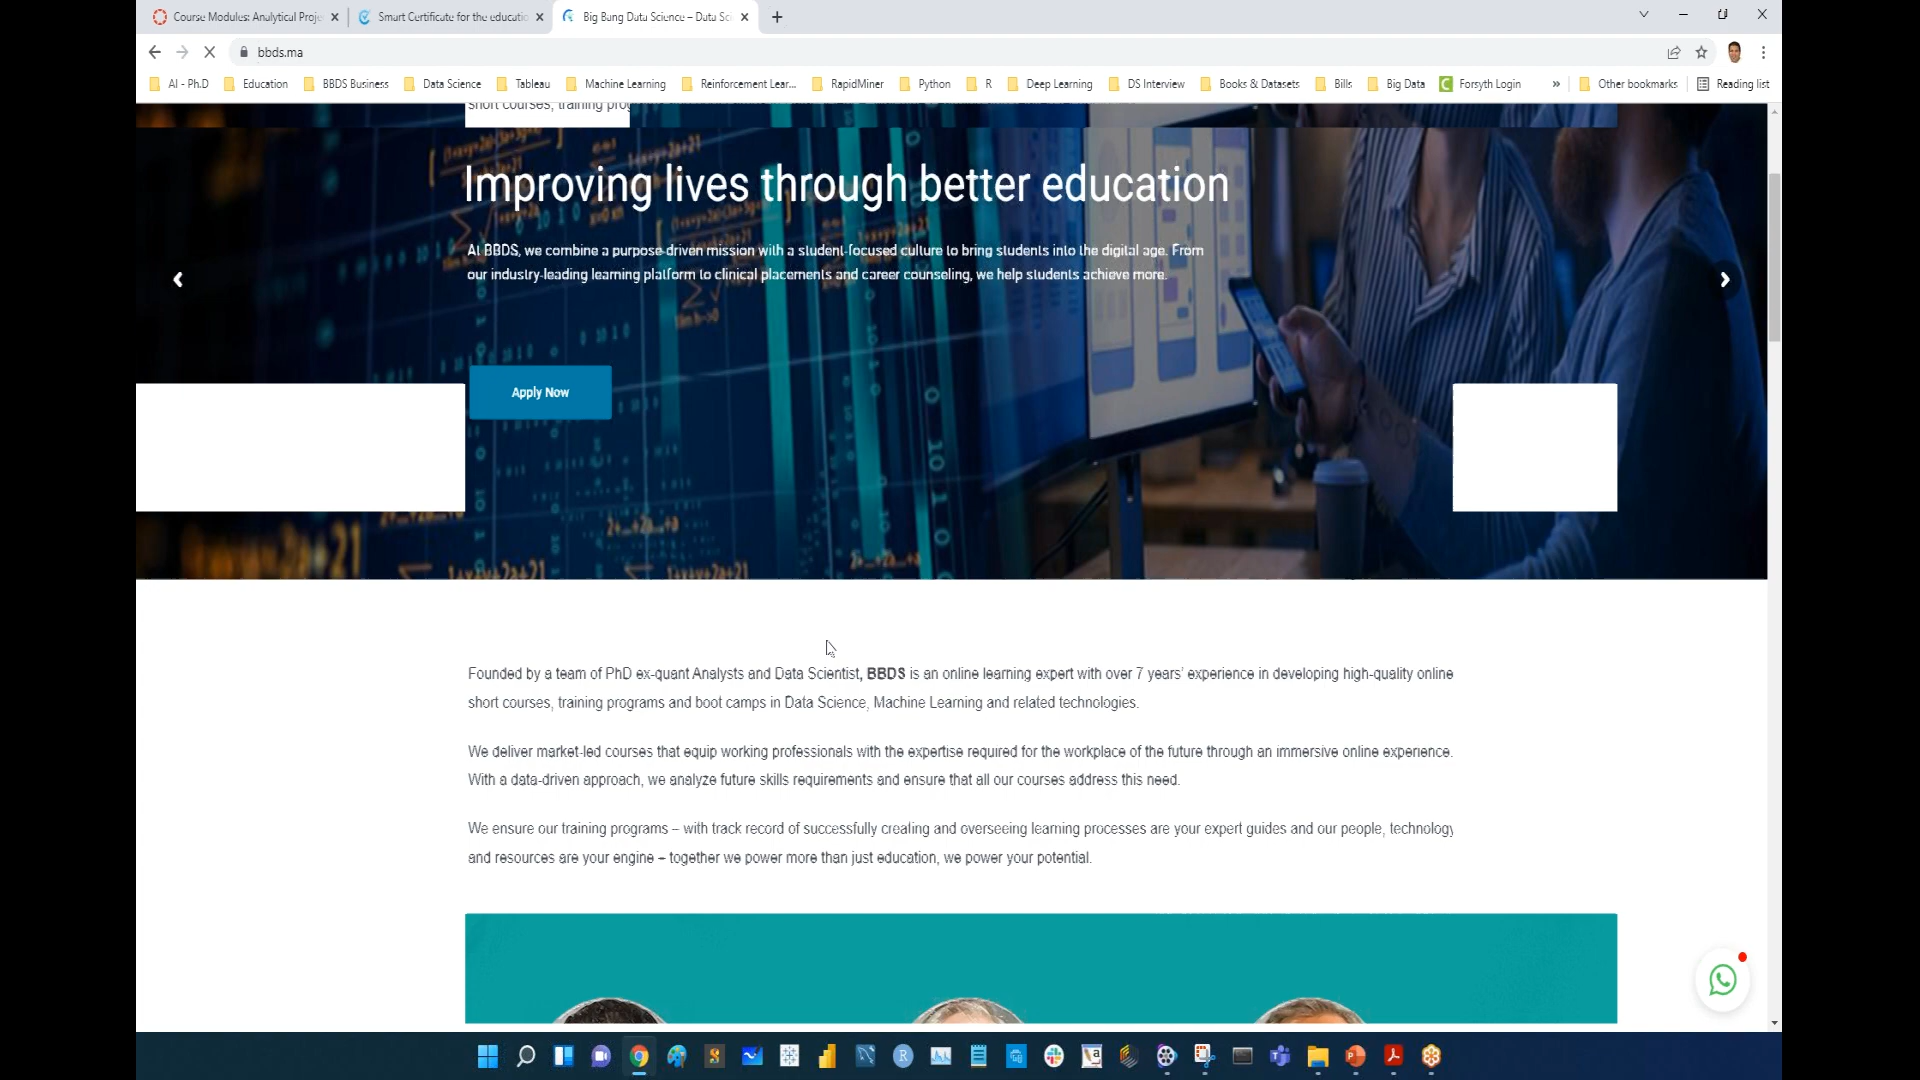 Course Modules: Analytical Proje
Smart Certificate for the educatio
Big Bang Data Science – Data Sci
bbds.ma
AI - Ph.D
Education
BBDS Business
Data Science
Tableau
Machine Learning
Reinforcement Lear...
RapidMiner
Python
R
Deep Learning
DS Interview
Books & Datasets
Bills
Big Data
Forsyth Login
»
Other bookmarks
Reading list
short courses, training prog
Improving lives through better education
At BBDS, we combine a purpose-driven mission with a student-focused culture to bring students into the digital age. From
our industry-leading learning platform to clinical placements and career counseling, we help students achieve more.
Apply Now
Founded by a team of PhD ex-quant Analysts and Data Scientist, BBDS is an online learning expert with over 7 years’ experience in developing high-quality online
short courses, training programs and boot camps in Data Science, Machine Learning and related technologies.
We deliver market-led courses that equip working professionals with the expertise required for the workplace of the future through an immersive online experience.
With a data-driven approach, we analyze future skills requirements and ensure that all our courses address this need.
We ensure our training programs – with track record of successfully creating and overseeing learning processes are your expert guides and our people, technology
and resources are your engine – together we power more than just education, we power your potential.